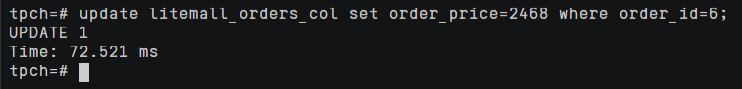 tpch=# update litemall_orders_col set order_price=2468 where order_id=6;
UPDATE 1
Time: 72.521 ms
tpch=#